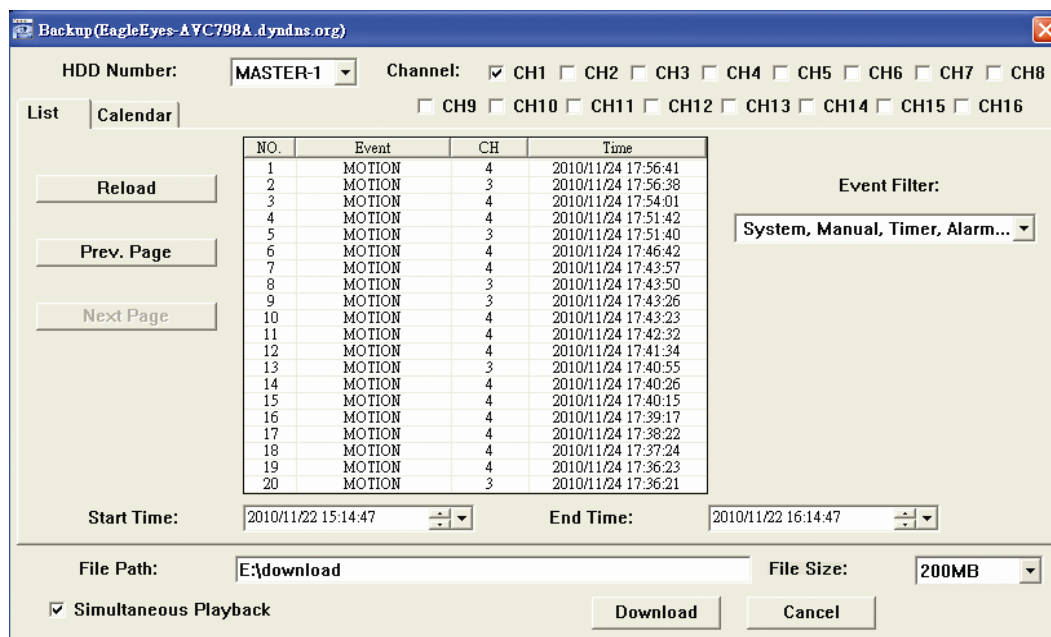 Backup(EagleEyes-AVC798A.dyndns.org)
HDD Number: MASTER-1 Channel: CH1 CH2 CH3 CH4 CH5 CH6 CH7 CH8
CH9 CH10 CH11 CH12 CH13 CH14 CH15 CH16
List Calendar
NO. Event CH Time
1 MOTION 4 2010/11/24 17:56:41
2 MOTION 3 2010/11/24 17:56:38
3 MOTION 4 2010/11/24 17:54:01
4 MOTION 4 2010/11/24 17:51:42
5 MOTION 3 2010/11/24 17:51:40
6 MOTION 4 2010/11/24 17:46:42
7 MOTION 4 2010/11/24 17:43:57
8 MOTION 3 2010/11/24 17:43:50
9 MOTION 3 2010/11/24 17:43:26
10 MOTION 4 2010/11/24 17:43:23
11 MOTION 4 2010/11/24 17:42:32
12 MOTION 4 2010/11/24 17:41:34
13 MOTION 3 2010/11/24 17:40:55
14 MOTION 4 2010/11/24 17:40:26
15 MOTION 4 2010/11/24 17:40:15
16 MOTION 4 2010/11/24 17:39:17
17 MOTION 4 2010/11/24 17:38:22
18 MOTION 4 2010/11/24 17:37:24
19 MOTION 4 2010/11/24 17:36:23
20 MOTION 3 2010/11/24 17:36:21
Reload
Prev. Page
Next Page
Event Filter:
System, Manual, Timer, Alarm...
Start Time: 2010/11/22 15:14:47 End Time: 2010/11/22 16:14:47
File Path: E:\download File Size: 200MB
Simultaneous Playback Download Cancel